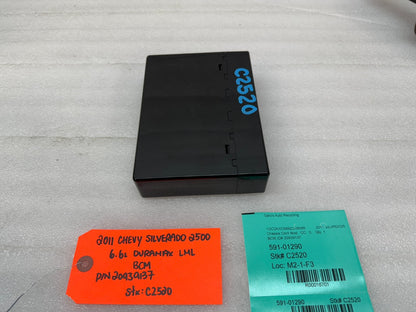 C2520
2011 CHEVY SILVERADO 2500
6.6L DURAMAX LML
BCM
P/N 20939137
Stk: C2520
591-01290
Stk# C2520
Loc: M2-1-F3
R00016701
591-01290
Stk# C2520